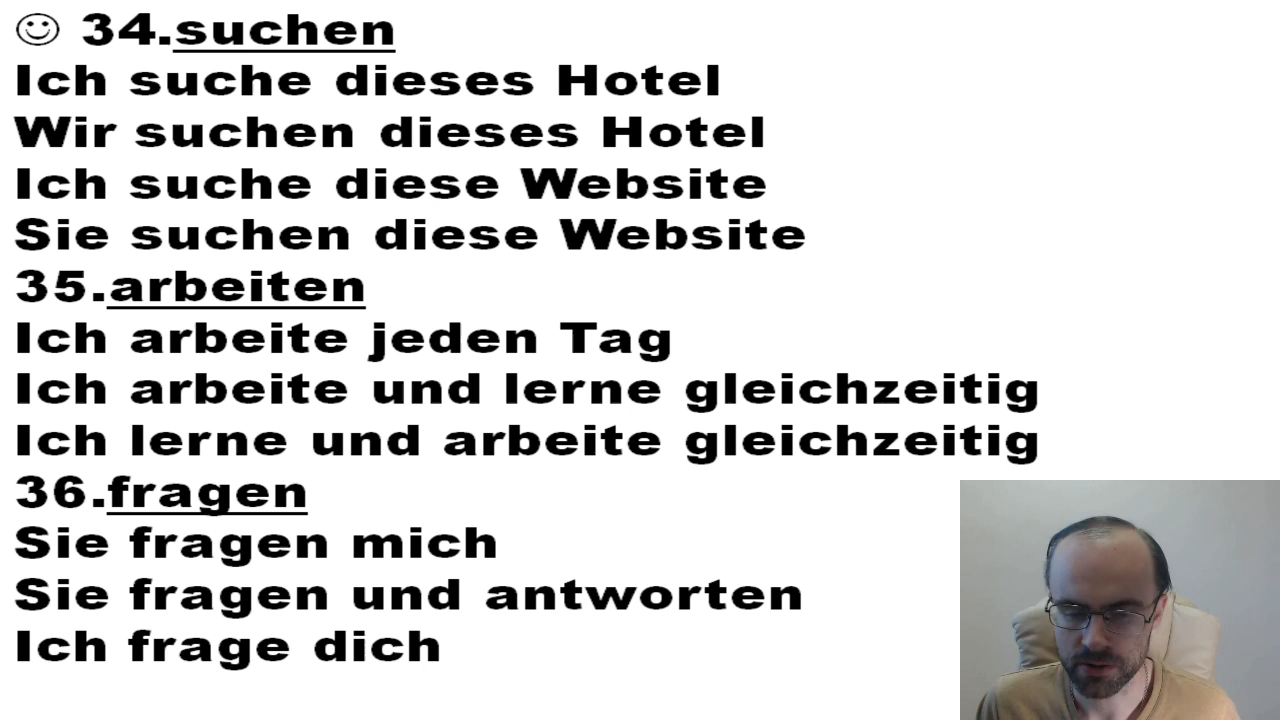 ☺ 34.suchen
Ich suche dieses Hotel
Wir suchen dieses Hotel
Ich suche diese Website
Sie suchen diese Website
35.arbeiten
Ich arbeite jeden Tag
Ich arbeite und lerne gleichzeitig
Ich lerne und arbeite gleichzeitig
36.fragen
Sie fragen mich
Sie fragen und antworten
Ich frage dich